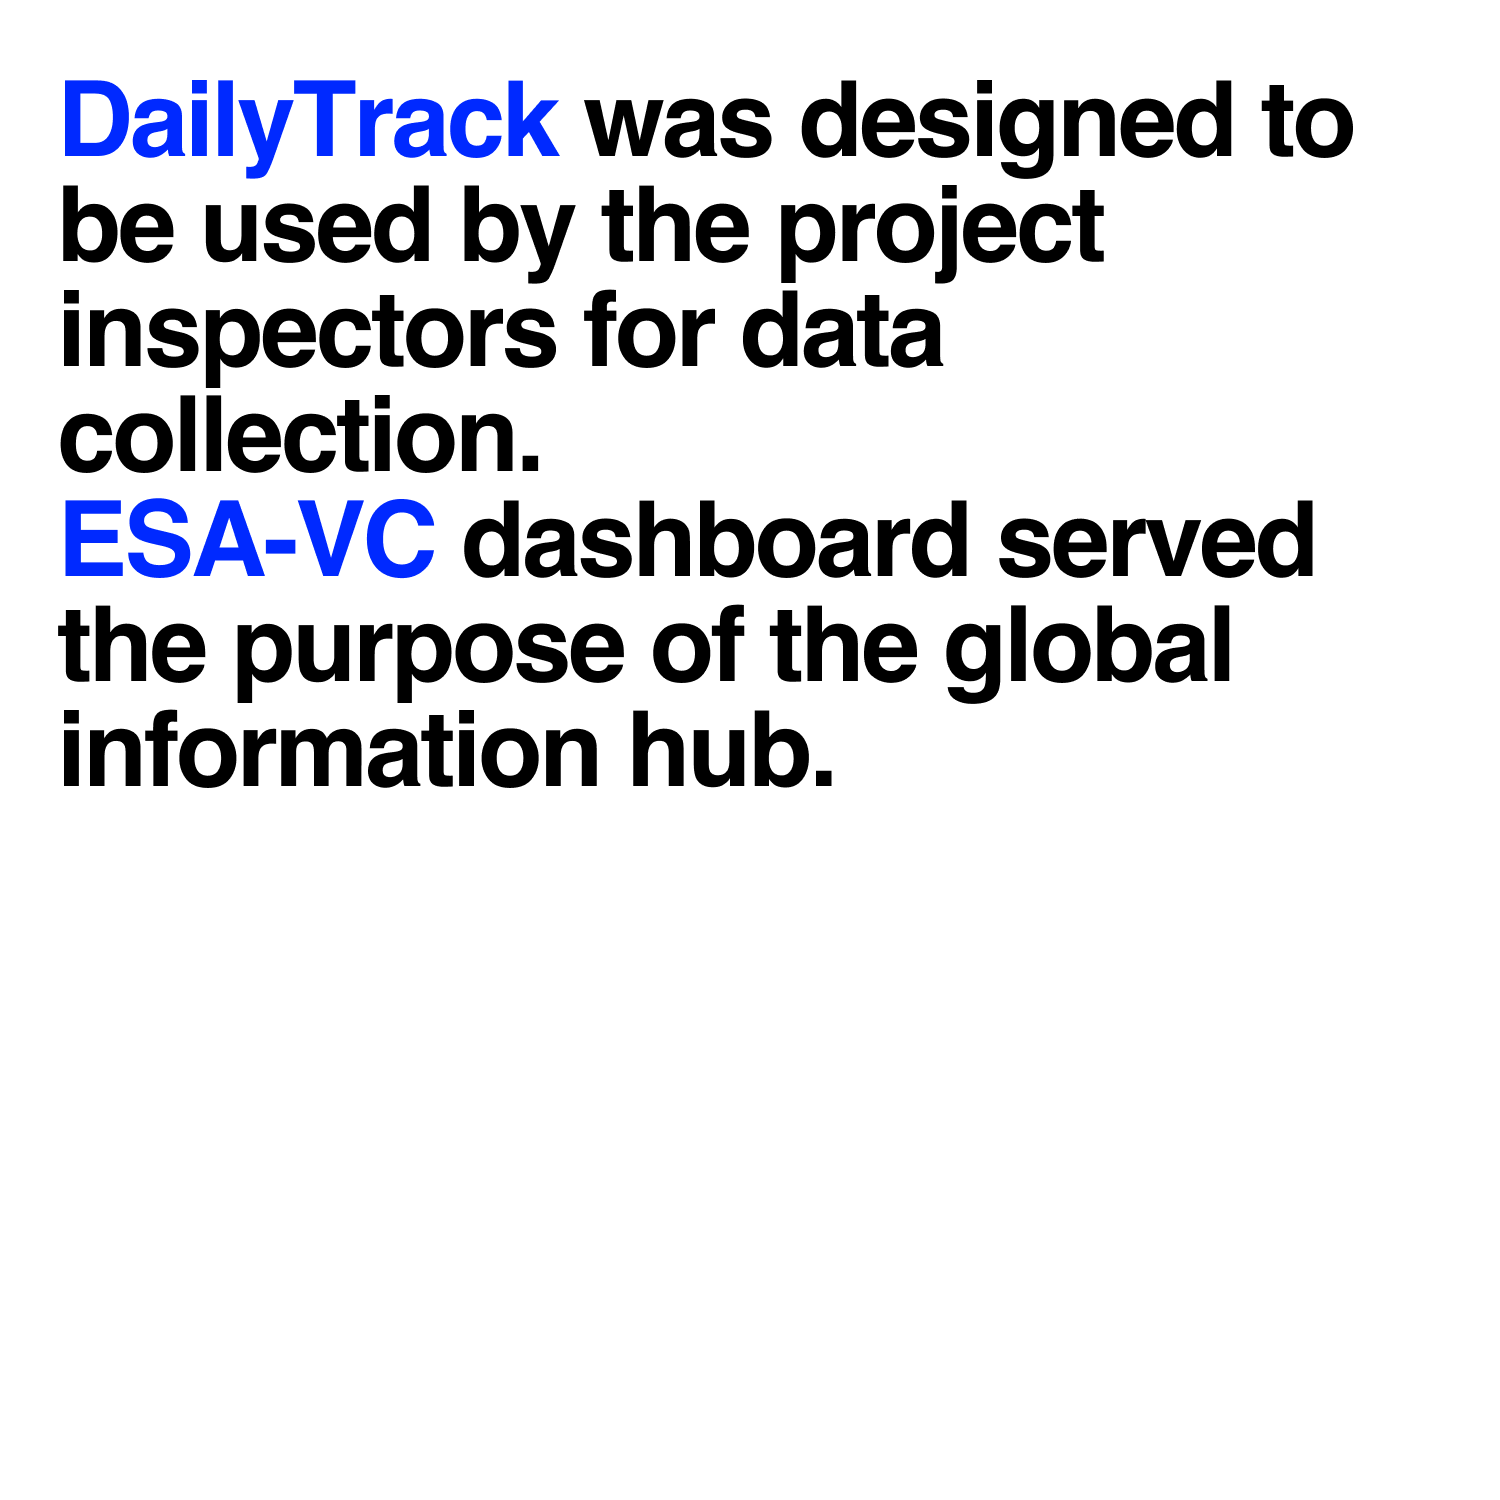 DailyTrack was designed to
be used by the project
inspectors for data
collection.
ESA-VC dashboard served
the purpose of the global
information hub.